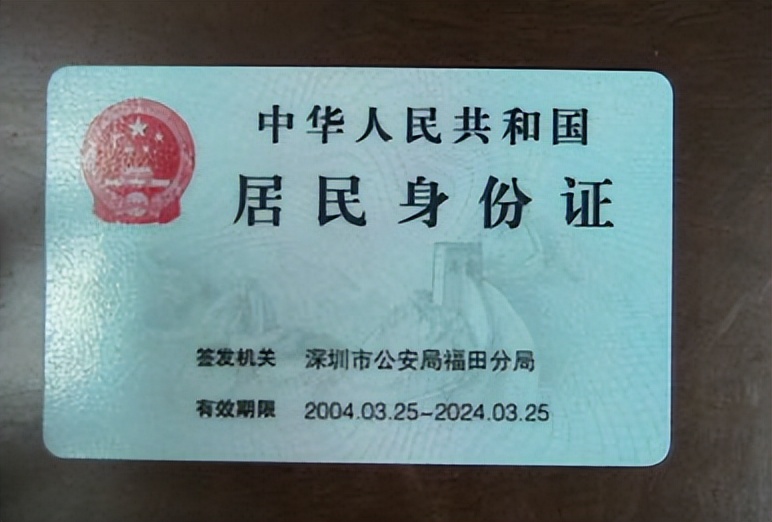 中华人民共和国
居民身份证
签发机关 深圳市公安局福田分局
有效期限 2004.03.25-2024.03.25